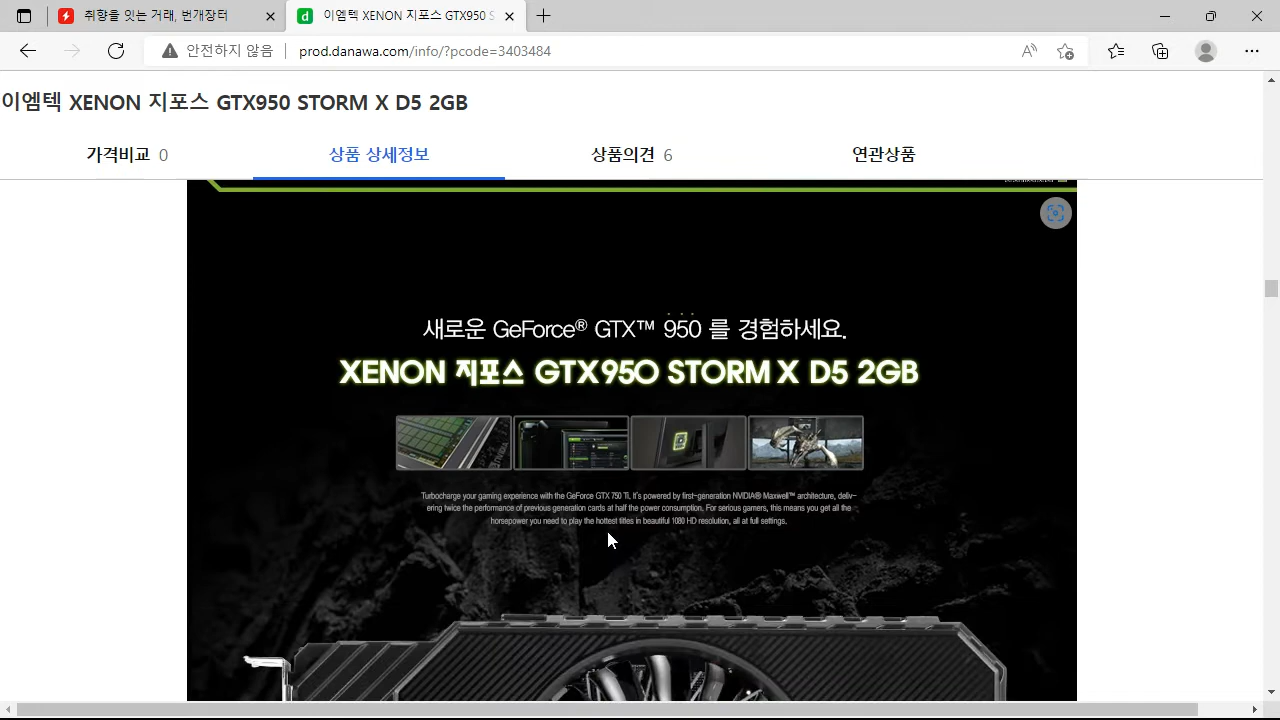 취향을 잇는 거래, 번개장터
이엠텍 XENON 지포스 GTX950 S
안전하지 않음
prod.danawa.com/info/?pcode=3403484
이엠텍 XENON 지포스 GTX950 STORM X D5 2GB
가격비교 0
상품 상세정보
상품의견 6
연관상품
새로운 GeForce® GTX™ 950 를 경험하세요.
XENON 지포스 GTX950 STORM X D5 2GB
Turbocharge your gaming experience with the GeForce GTX 750 Ti. It's powered by first-generation NVIDIA® Maxwell™ architecture, deliv-
ering twice the performance of previous generation cards at half the power consumption. For serious gamers, this means you get all the
horsepower you need to play the hottest titles in beautiful 1080 HD resolution, all at full settings.